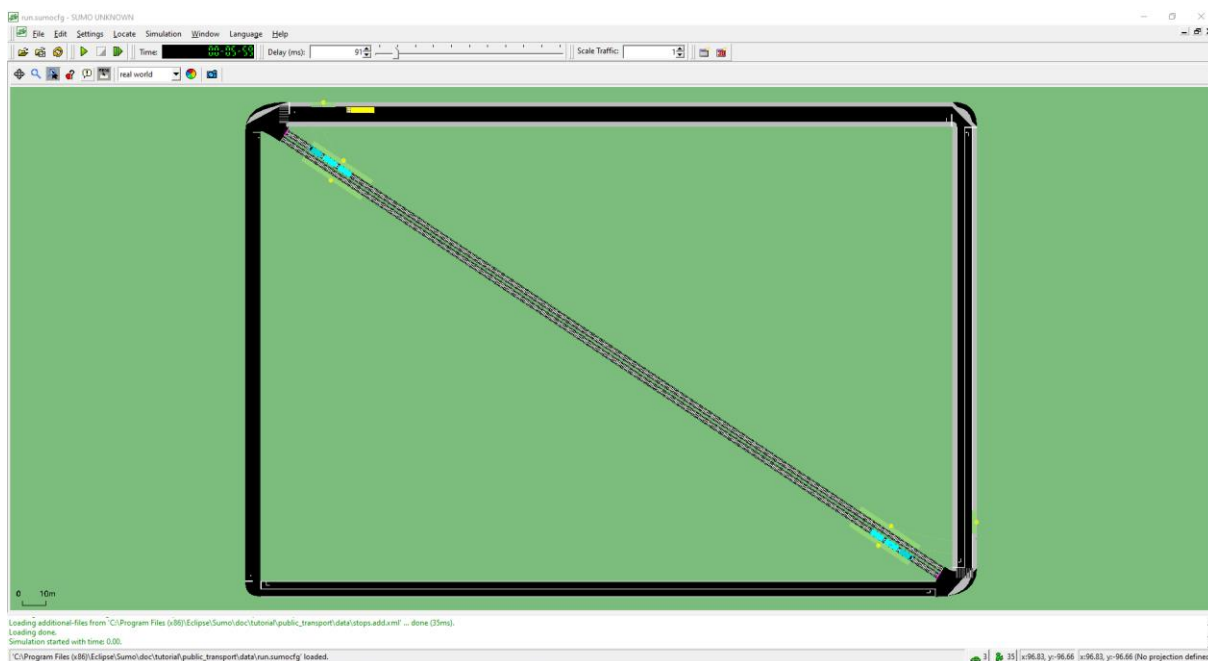 run.sumocfg - SUMO UNKNOWN
File Edit Settings Locate Simulation Window Language Help
Time: 00-05-59 Delay (ms): 91 Scale Traffic: 1
real world
0 10m
Loading additional-files from 'C:\Program Files (x86)\Eclipse\Sumo\doc\tutorial\public_transport\data\stops.add.xml' ... done (35ms).
Loading done.
Simulation started with time: 0.00.
'C:\Program Files (x86)\Eclipse\Sumo\doc\tutorial\public_transport\data\run.sumocfg' loaded. 3 35 x:96.83, y:-96.66 x:96.83, y:-96.66 (No projection defined